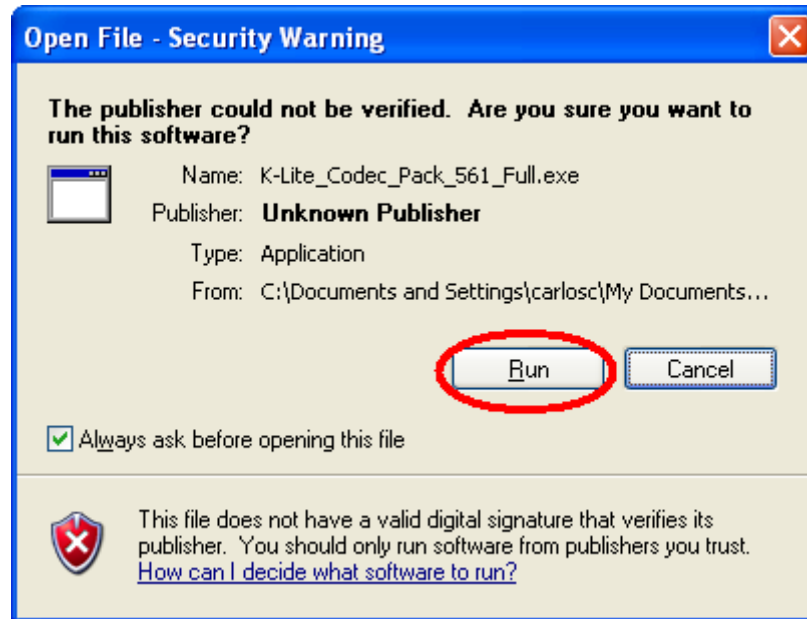 Open File - Security Warning
The publisher could not be verified. Are you sure you want to
run this software?
Name: K-Lite_Codec_Pack_561_Full.exe
Publisher: Unknown Publisher
Type: Application
From: C:\Documents and Settings\carlosc\My Documents...
Run Cancel
Always ask before opening this file
This file does not have a valid digital signature that verifies its
publisher. You should only run software from publishers you trust.
How can I decide what software to run?